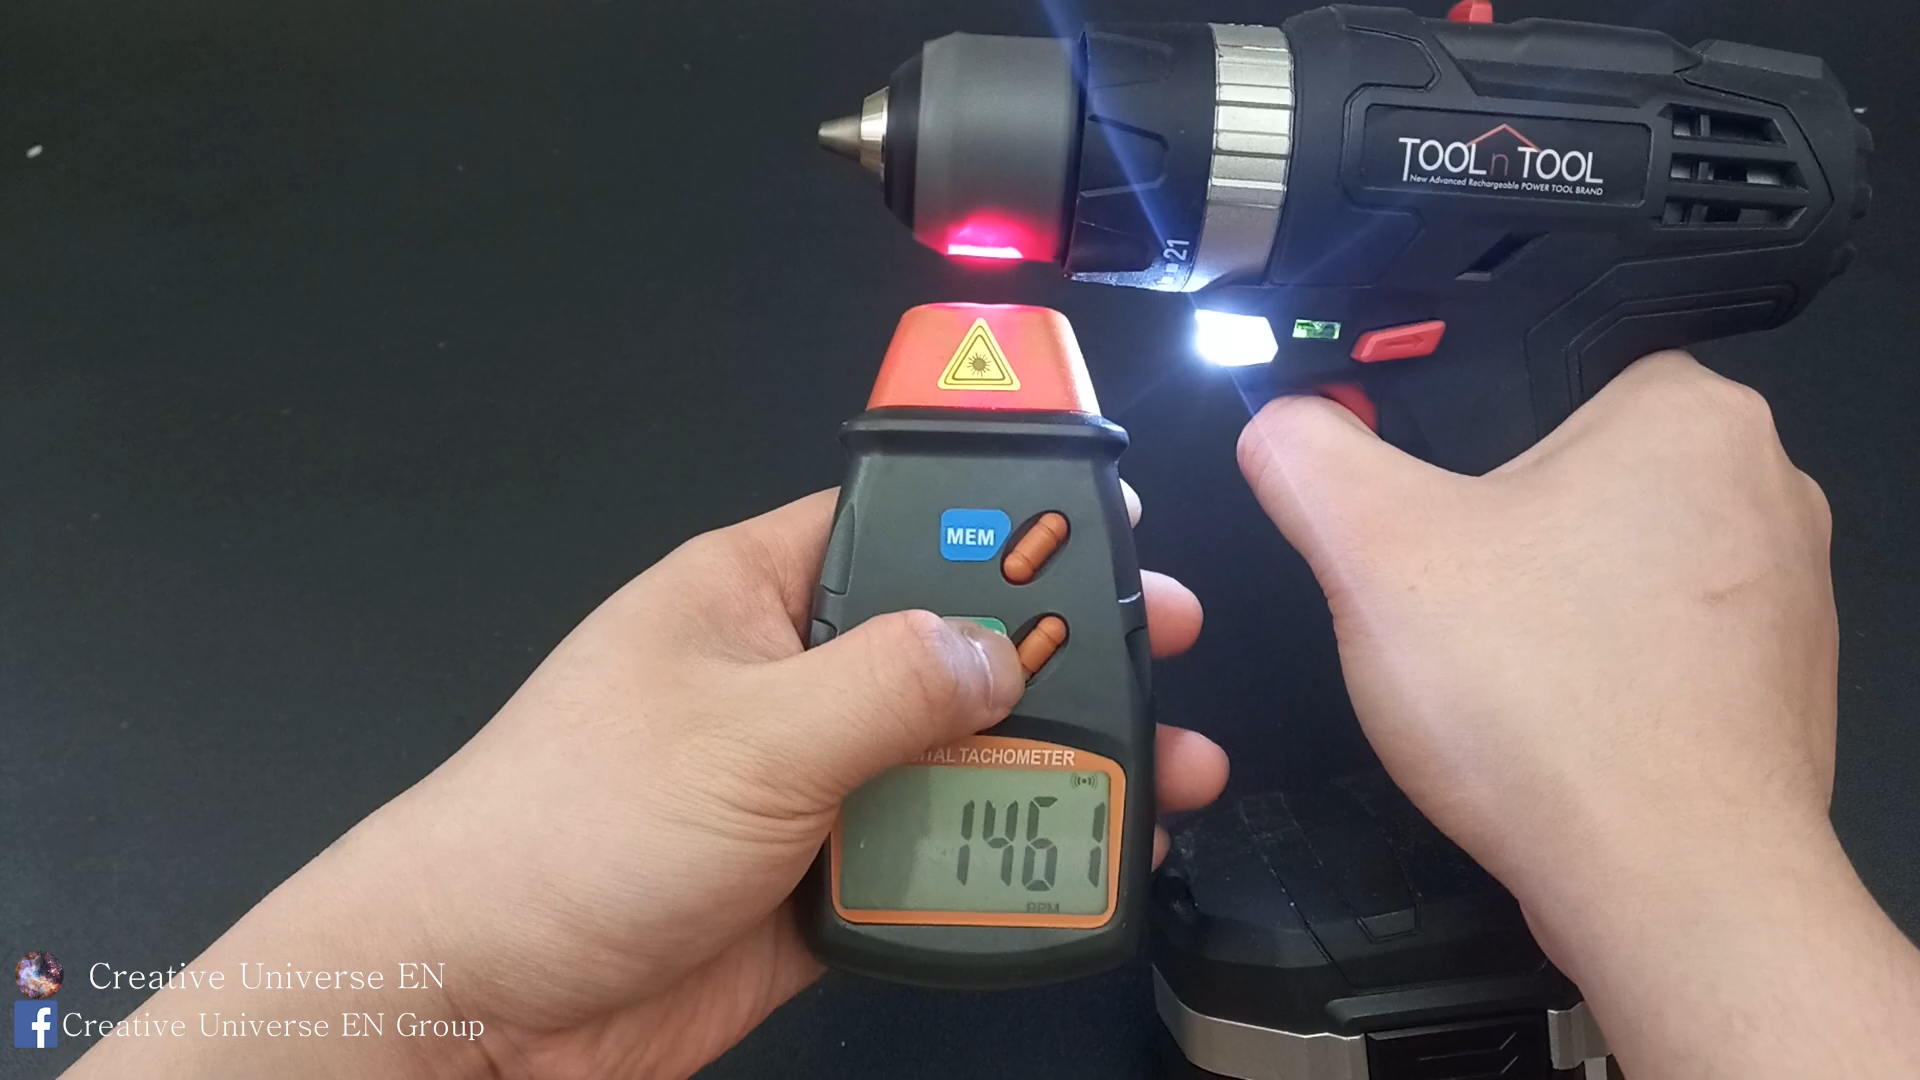 TOOL n TOOL
New Advanced Rechargeable POWER TOOL BRAND
21
MEM
ITAL TACHOMETER
1461
RPM
Creative Universe EN
Creative Universe EN Group